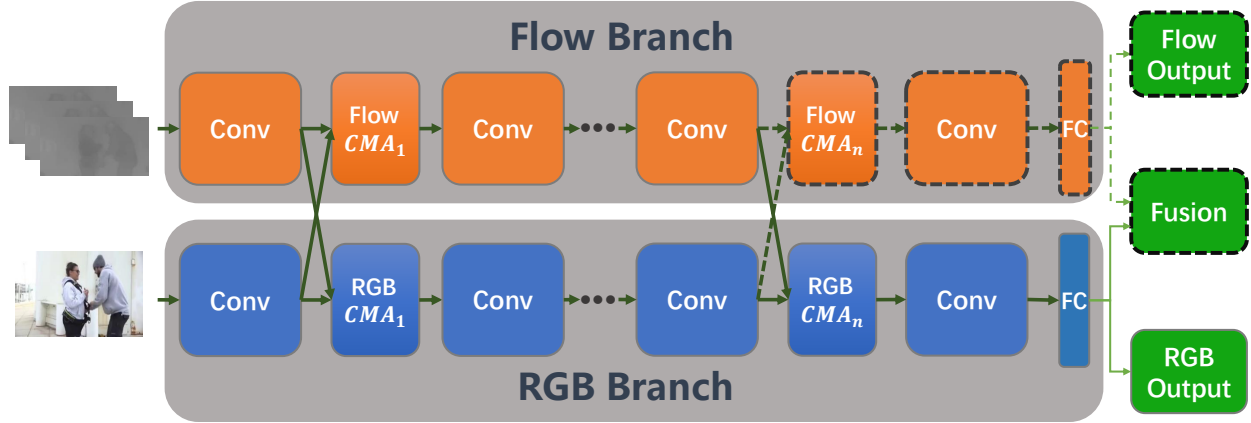 Flow Branch
Conv
Flow
CMA₁
Conv
Conv
Flow
CMAₙ
Conv
FC
Flow
Output
Fusion
Conv
RGB
CMA₁
Conv
Conv
RGB
CMAₙ
Conv
FC
RGB
Output
RGB Branch